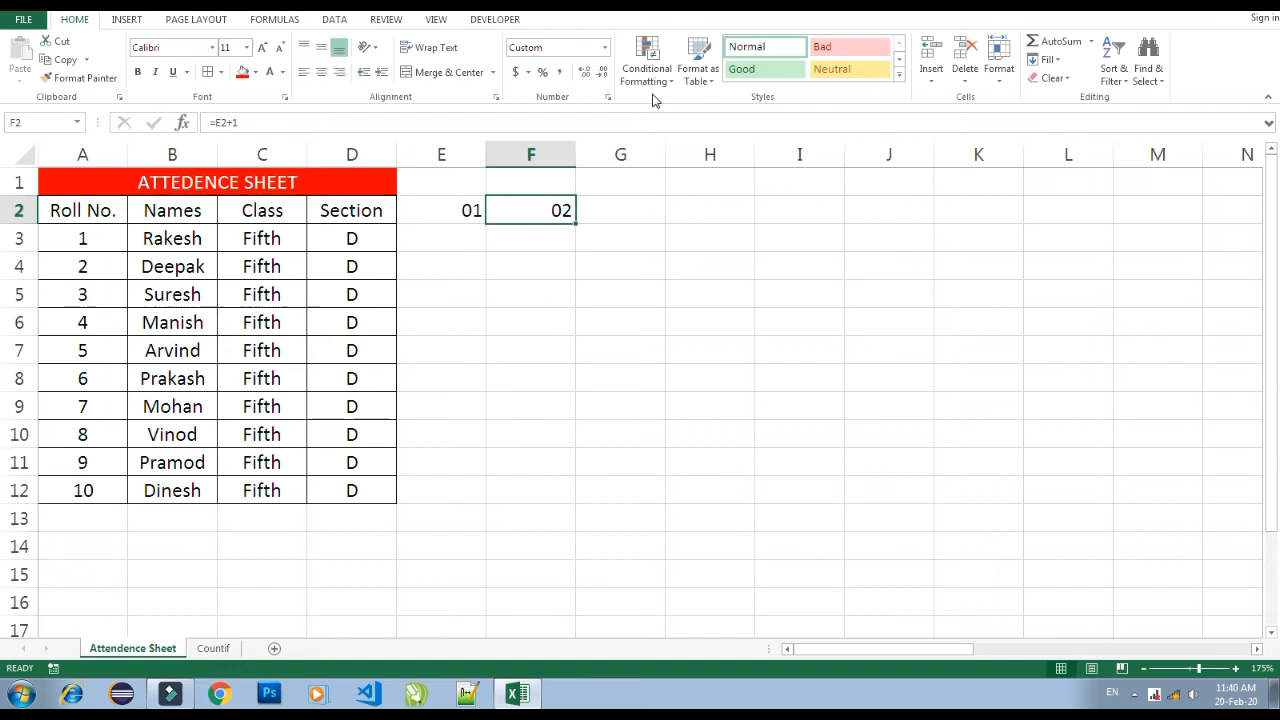 Sign in
FILE HOME INSERT PAGE LAYOUT FORMULAS DATA REVIEW VIEW DEVELOPER
Paste
Cut
Copy
Format Painter
Clipboard
Calibri 11
B I U
Font
Wrap Text
Merge & Center
Alignment
Custom
$ % ,
Number
Conditional Formatting
Format as Table
Normal Bad
Good Neutral
Styles
Insert Delete Format
Cells
AutoSum
Fill
Clear
Sort & Filter
Find & Select
Editing
F2 fx =E2+1
A B C D E F G H I J K L M N
1 ATTEDENCE SHEET
2 Roll No. Names Class Section 01 02
3 1 Rakesh Fifth D
4 2 Deepak Fifth D
5 3 Suresh Fifth D
6 4 Manish Fifth D
7 5 Arvind Fifth D
8 6 Prakash Fifth D
9 7 Mohan Fifth D
10 8 Vinod Fifth D
11 9 Pramod Fifth D
12 10 Dinesh Fifth D
13
14
15
16
17
Attendence Sheet Countif
READY 175%
Ps EN 11:40 AM
20-Feb-20